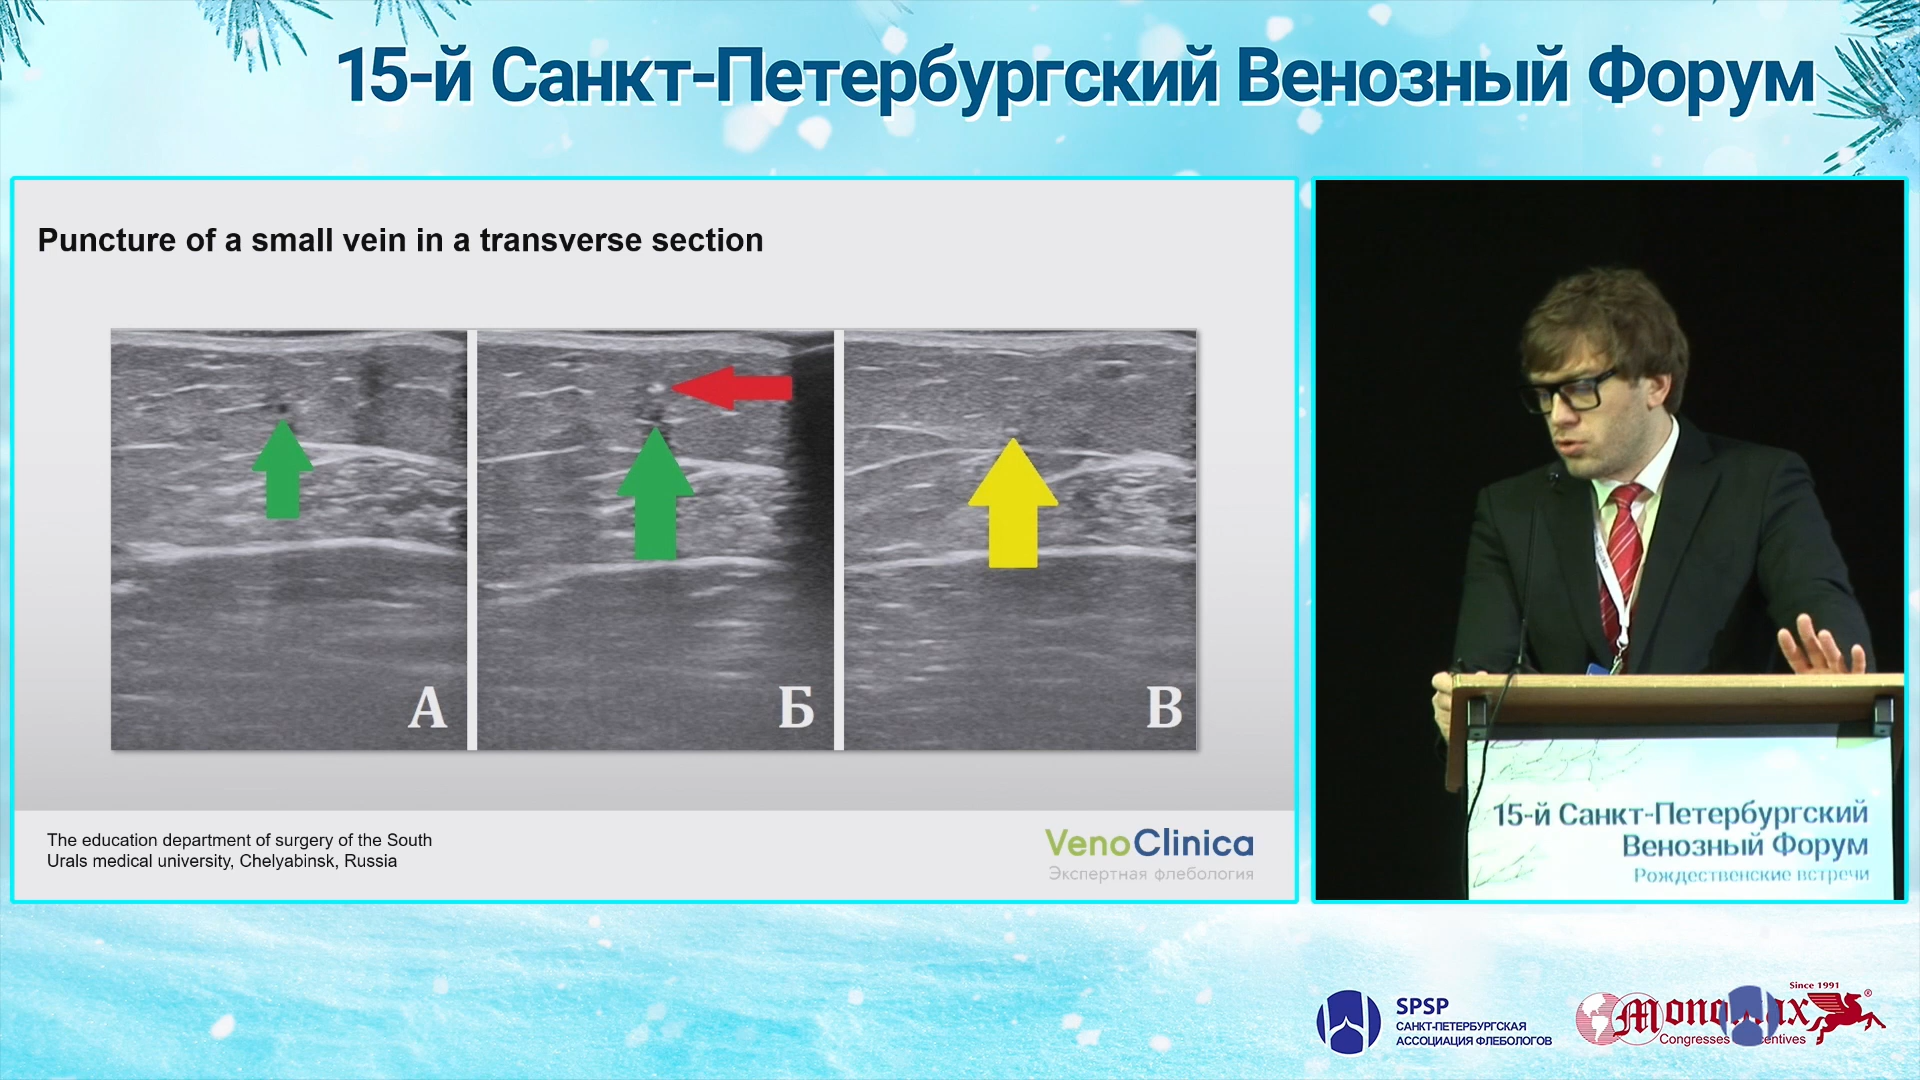 15-й Санкт-Петербургский Венозный Форум
Puncture of a small vein in a transverse section
А
Б
В
The education department of surgery of the South
Urals medical university, Chelyabinsk, Russia
VenoClinica
Экспертная флебология
15-й Санкт-Петербургский
Венозный Форум
Рождественские встречи
SPSP
САНКТ-ПЕТЕРБУРГСКАЯ
АССОЦИАЦИЯ ФЛЕБОЛОГОВ
Since 1991
®
Congresses